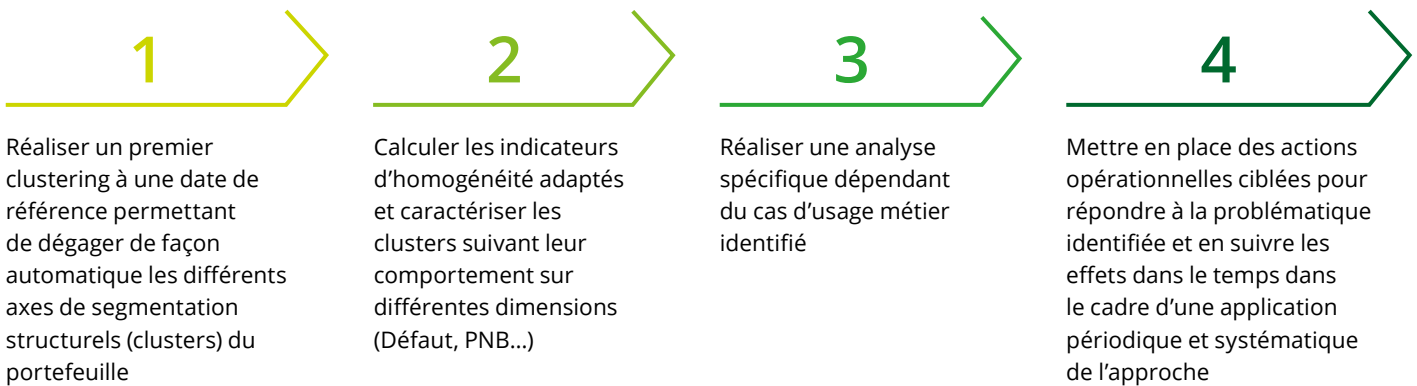 1
Réaliser un premier
clustering à une date de
référence permettant
de dégager de façon
automatique les différents
axes de segmentation
structurels (clusters) du
portefeuille
2
Calculer les indicateurs
d’homogénéité adaptés
et caractériser les
clusters suivant leur
comportement sur
différentes dimensions
(Défaut, PNB…)
3
Réaliser une analyse
spécifique dépendant
du cas d’usage métier
identifié
4
Mettre en place des actions
opérationnelles ciblées pour
répondre à la problématique
identifiée et en suivre les
effets dans le temps dans
le cadre d’une application
périodique et systématique
de l’approche